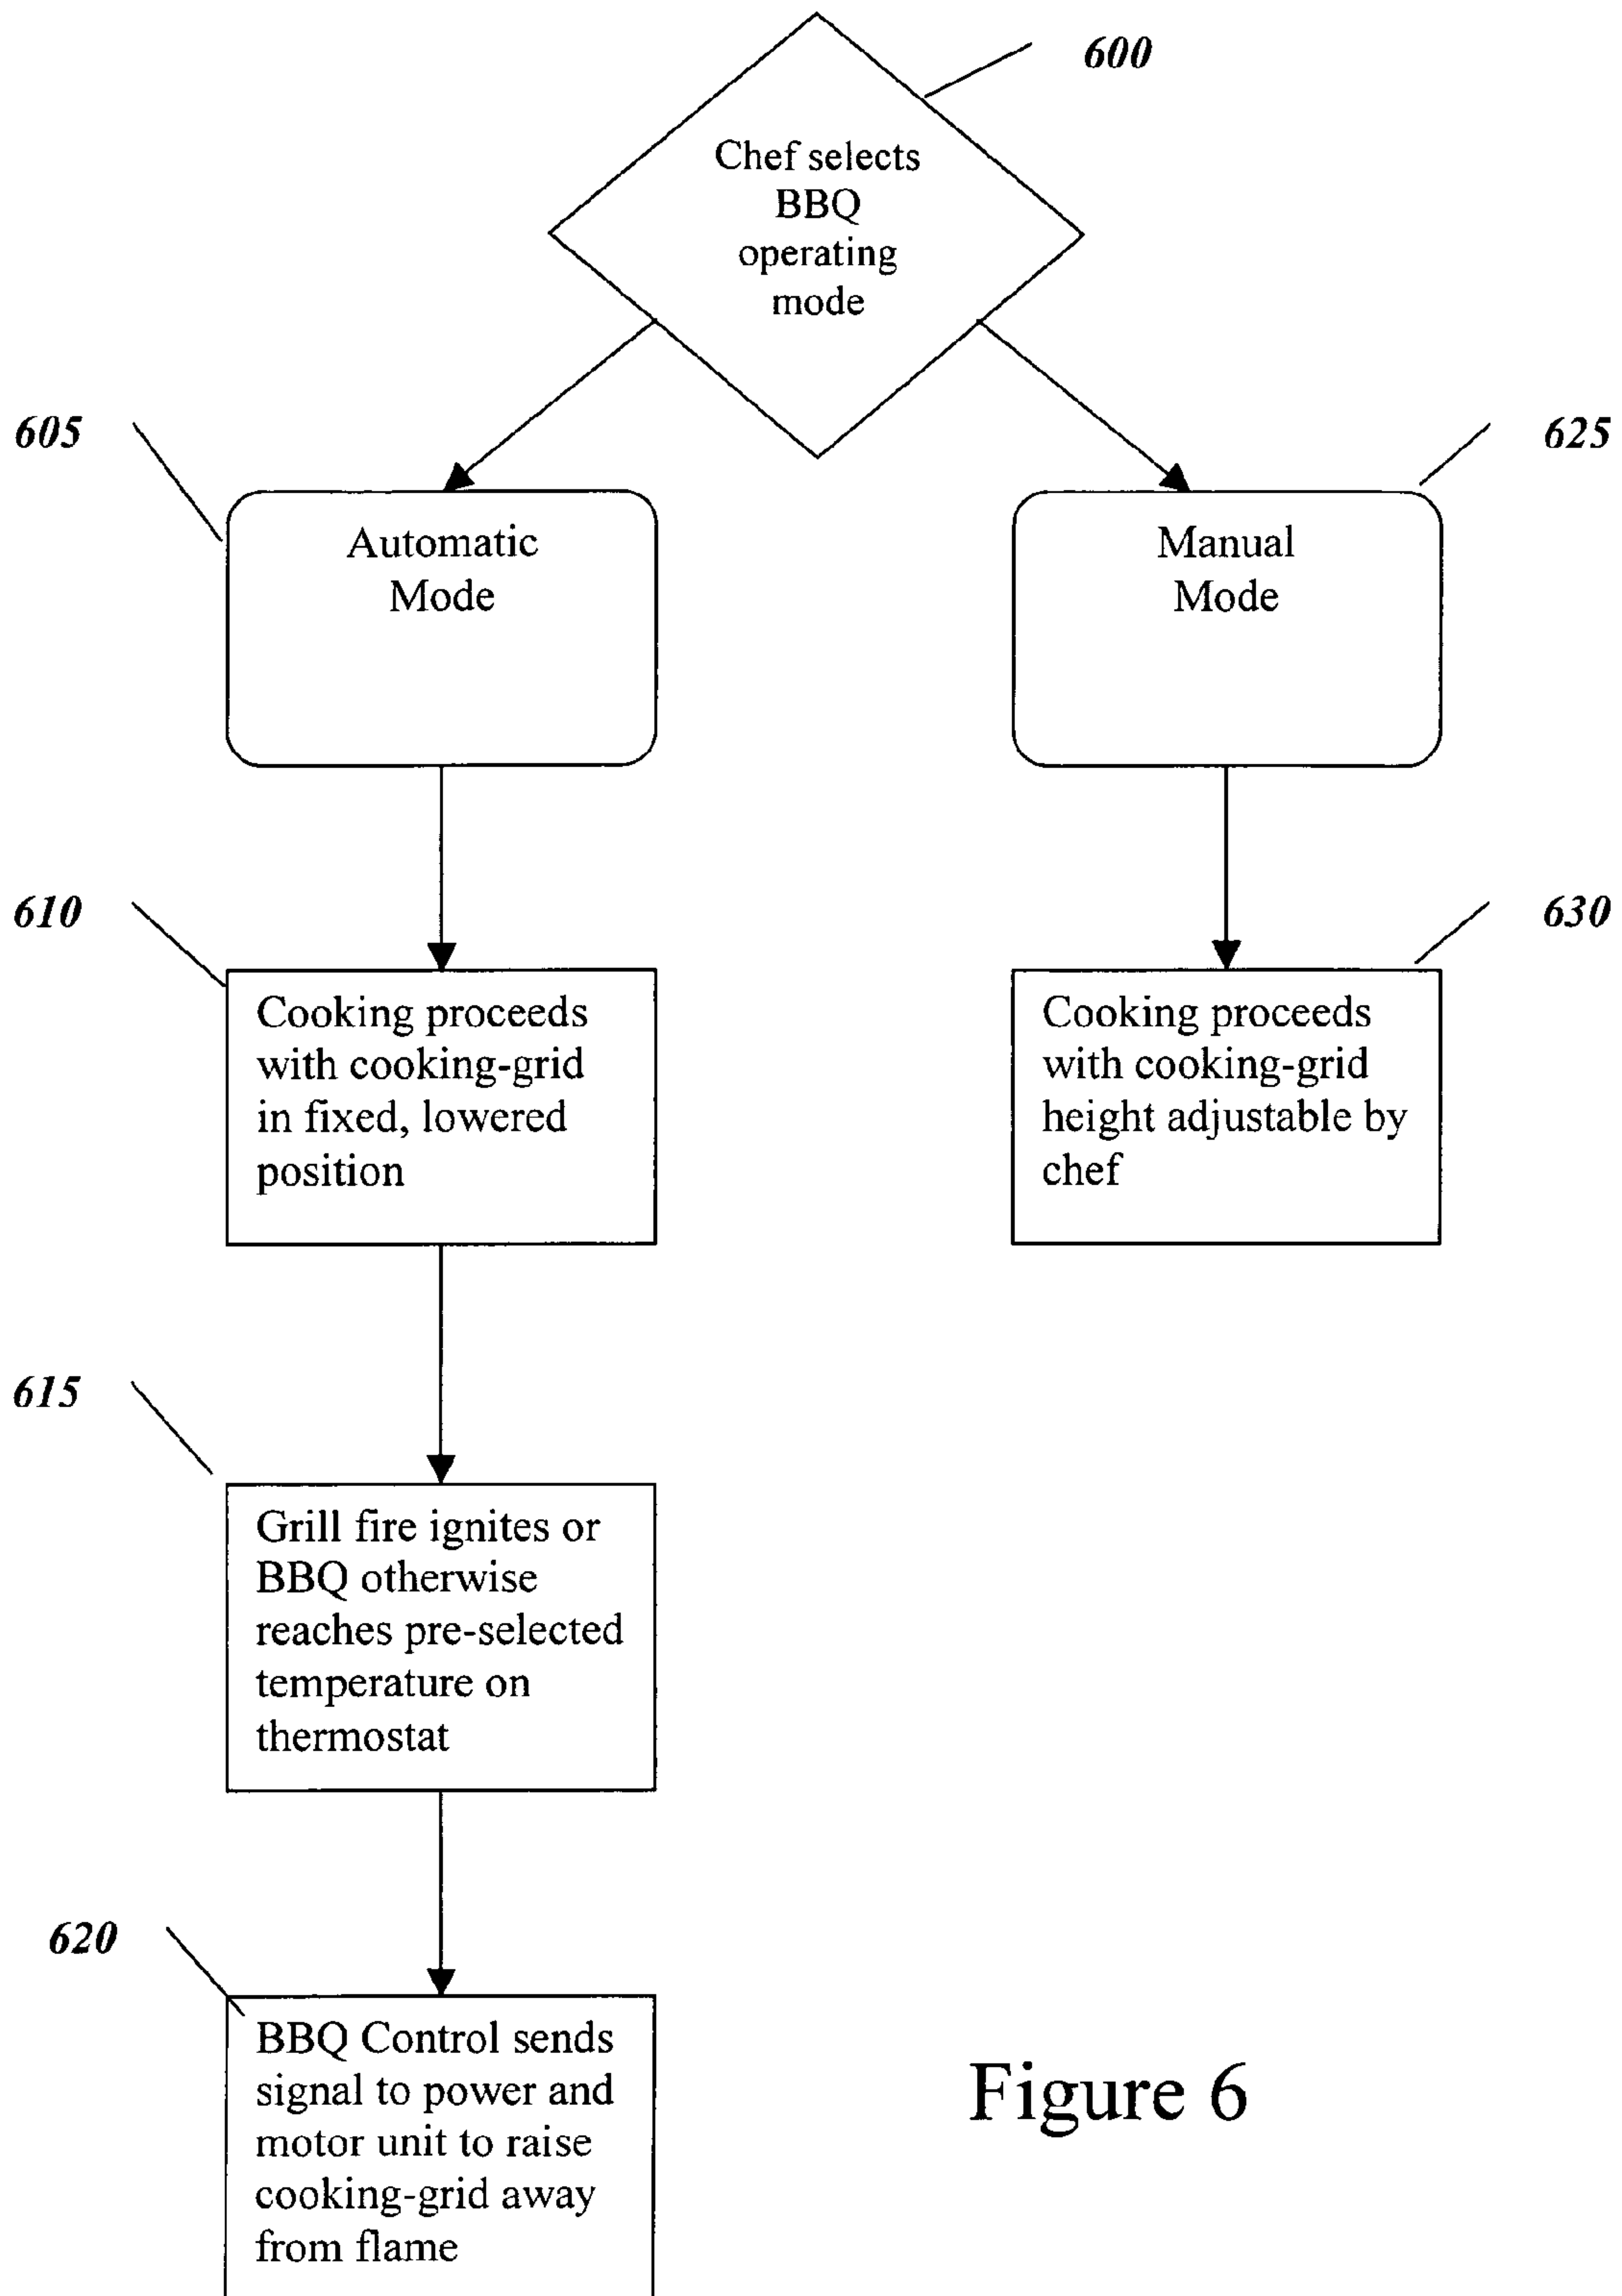 600
Chef selects
BBQ
operating
mode
605
625
Automatic
Mode
Manual
Mode
610
630
Cooking proceeds
with cooking-grid
in fixed, lowered
position
Cooking proceeds
with cooking-grid
height adjustable by
chef
615
Grill fire ignites or
BBQ otherwise
reaches pre-selected
temperature on
thermostat
620
BBQ Control sends
signal to power and
motor unit to raise
cooking-grid away
from flame
Figure 6